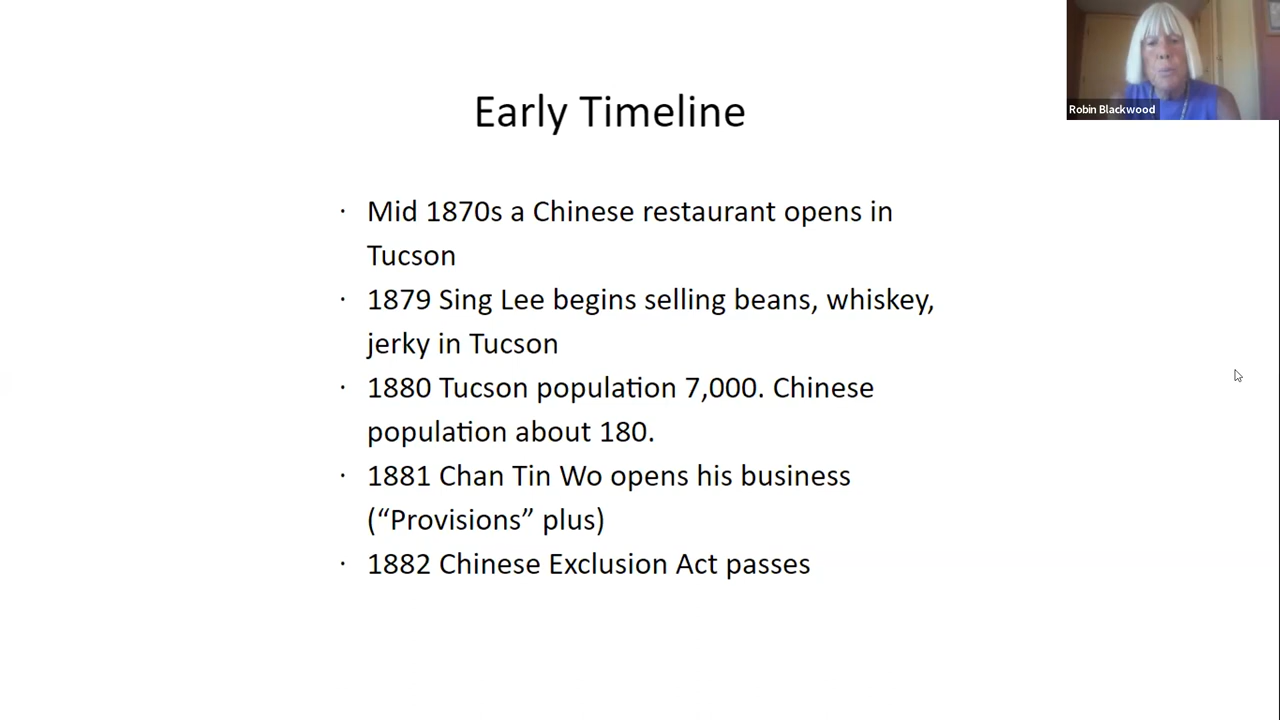 Robin Blackwood
Early Timeline
· Mid 1870s a Chinese restaurant opens in
Tucson
· 1879 Sing Lee begins selling beans, whiskey,
jerky in Tucson
· 1880 Tucson population 7,000. Chinese
population about 180.
· 1881 Chan Tin Wo opens his business
(“Provisions” plus)
· 1882 Chinese Exclusion Act passes